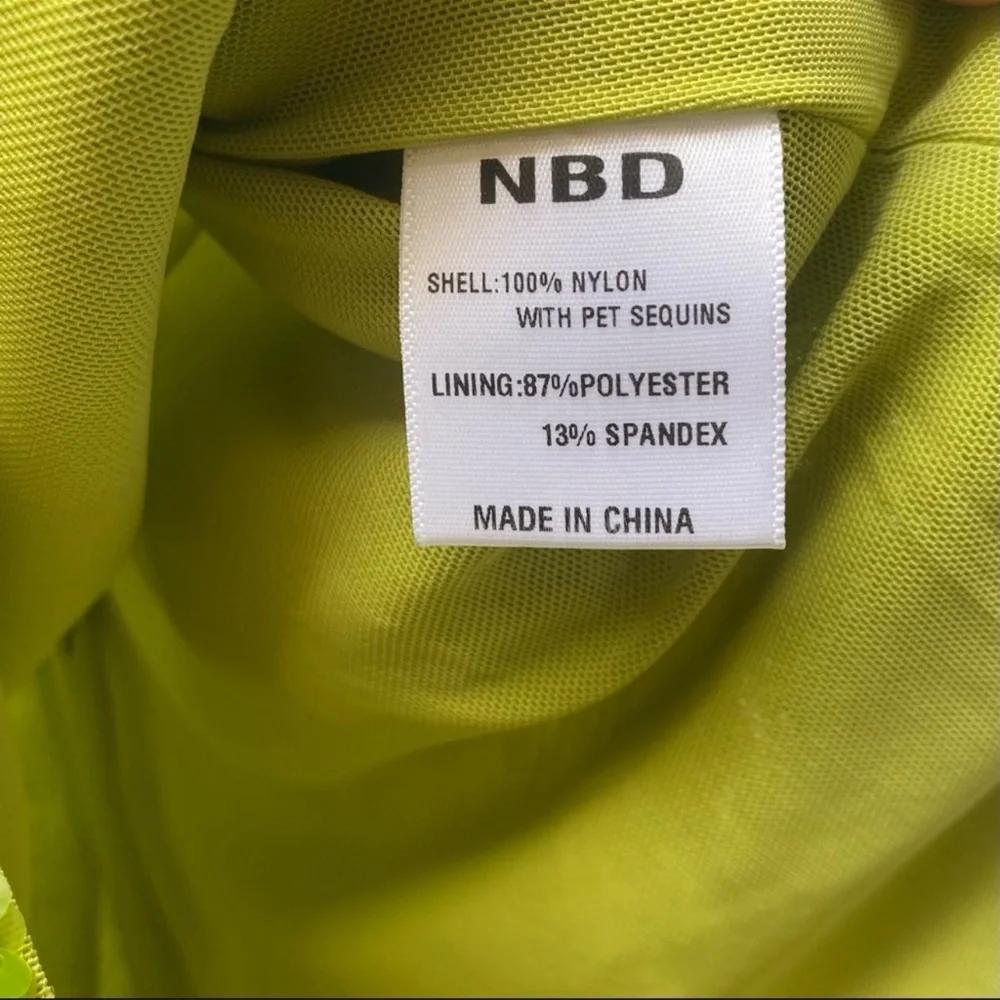 NBD
SHELL:100% NYLON
WITH PET SEQUINS
LINING:87%POLYESTER
13% SPANDEX
MADE IN CHINA